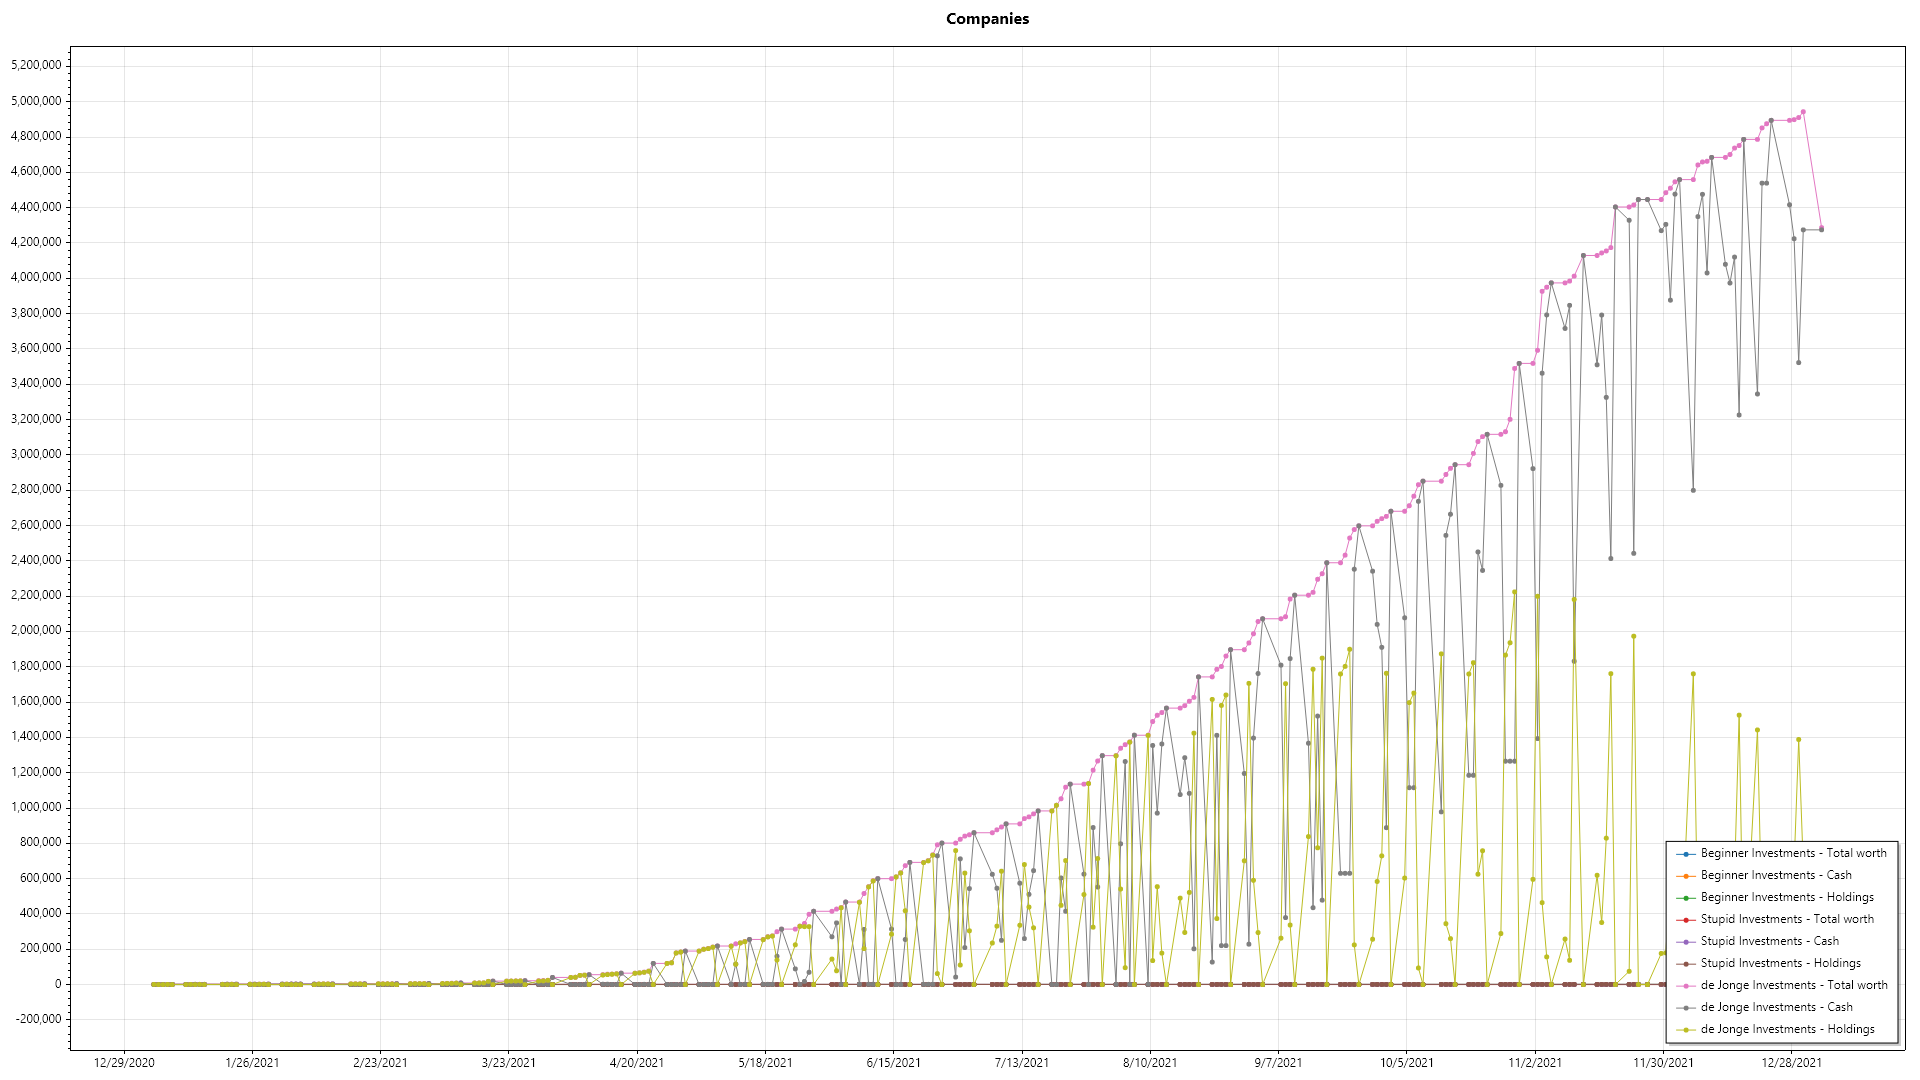 Companies
5,200,000
5,000,000
4,800,000
4,600,000
4,400,000
4,200,000
4,000,000
3,800,000
3,600,000
3,400,000
3,200,000
3,000,000
2,800,000
2,600,000
2,400,000
2,200,000
2,000,000
1,800,000
1,600,000
1,400,000
1,200,000
1,000,000
800,000
600,000
400,000
200,000
0
-200,000
Beginner Investments - Total worth
Beginner Investments - Cash
Beginner Investments - Holdings
Stupid Investments - Total worth
Stupid Investments - Cash
Stupid Investments - Holdings
de Jonge Investments - Total worth
de Jonge Investments - Cash
de Jonge Investments - Holdings
12/29/2020 1/26/2021 2/23/2021 3/23/2021 4/20/2021 5/18/2021 6/15/2021 7/13/2021 8/10/2021 9/7/2021 10/5/2021 11/2/2021 11/30/2021 12/28/2021